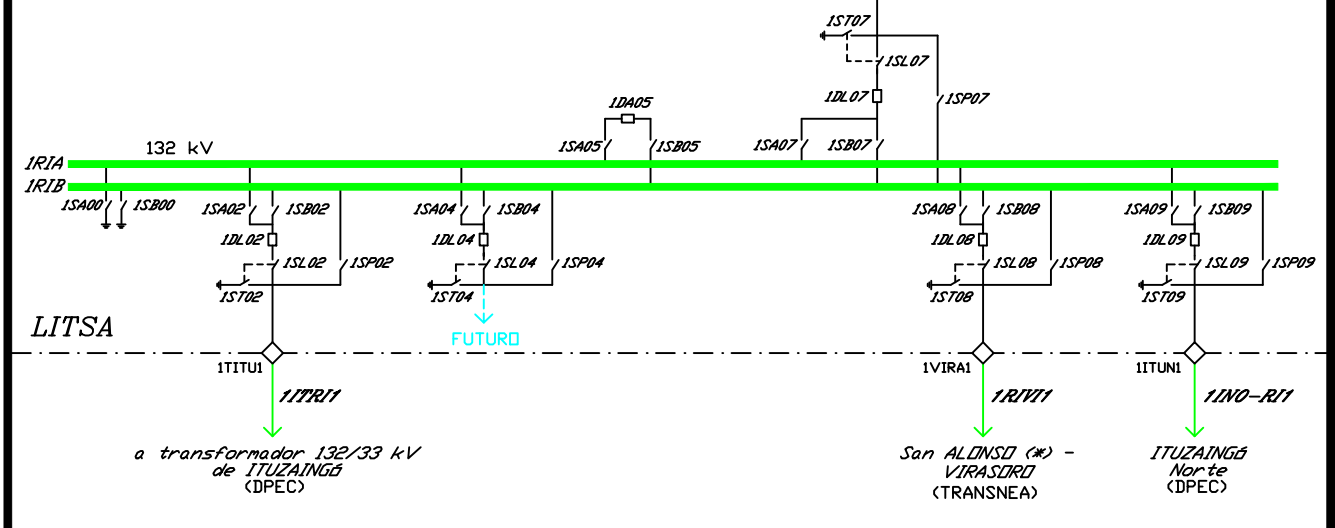 1ST07
1SL07
1DL07
1SP07
1DA05
1SA05
1SB05
1SA07
1SB07
132 kV
1RIA
1RIB
1SA00
1SB00
1SA02
1SB02
1DL02
1SL02
1SP02
1ST02
1SA04
1SB04
1DL04
1SL04
1SP04
1ST04
1SA08
1SB08
1DL08
1SL08
1SP08
1ST08
1SA09
1SB09
1DL09
1SL09
1SP09
1ST09
LITSA
FUTURO
1TITU1
1VIRA1
1ITUN1
1ITRI1
1RIVI1
1INO-RI1
a transformador 132/33 kV
de ITUZAINGó
(DPEC)
San ALONSO (*) -
VIRASORO
(TRANSNEA)
ITUZAINGó
Norte
(DPEC)